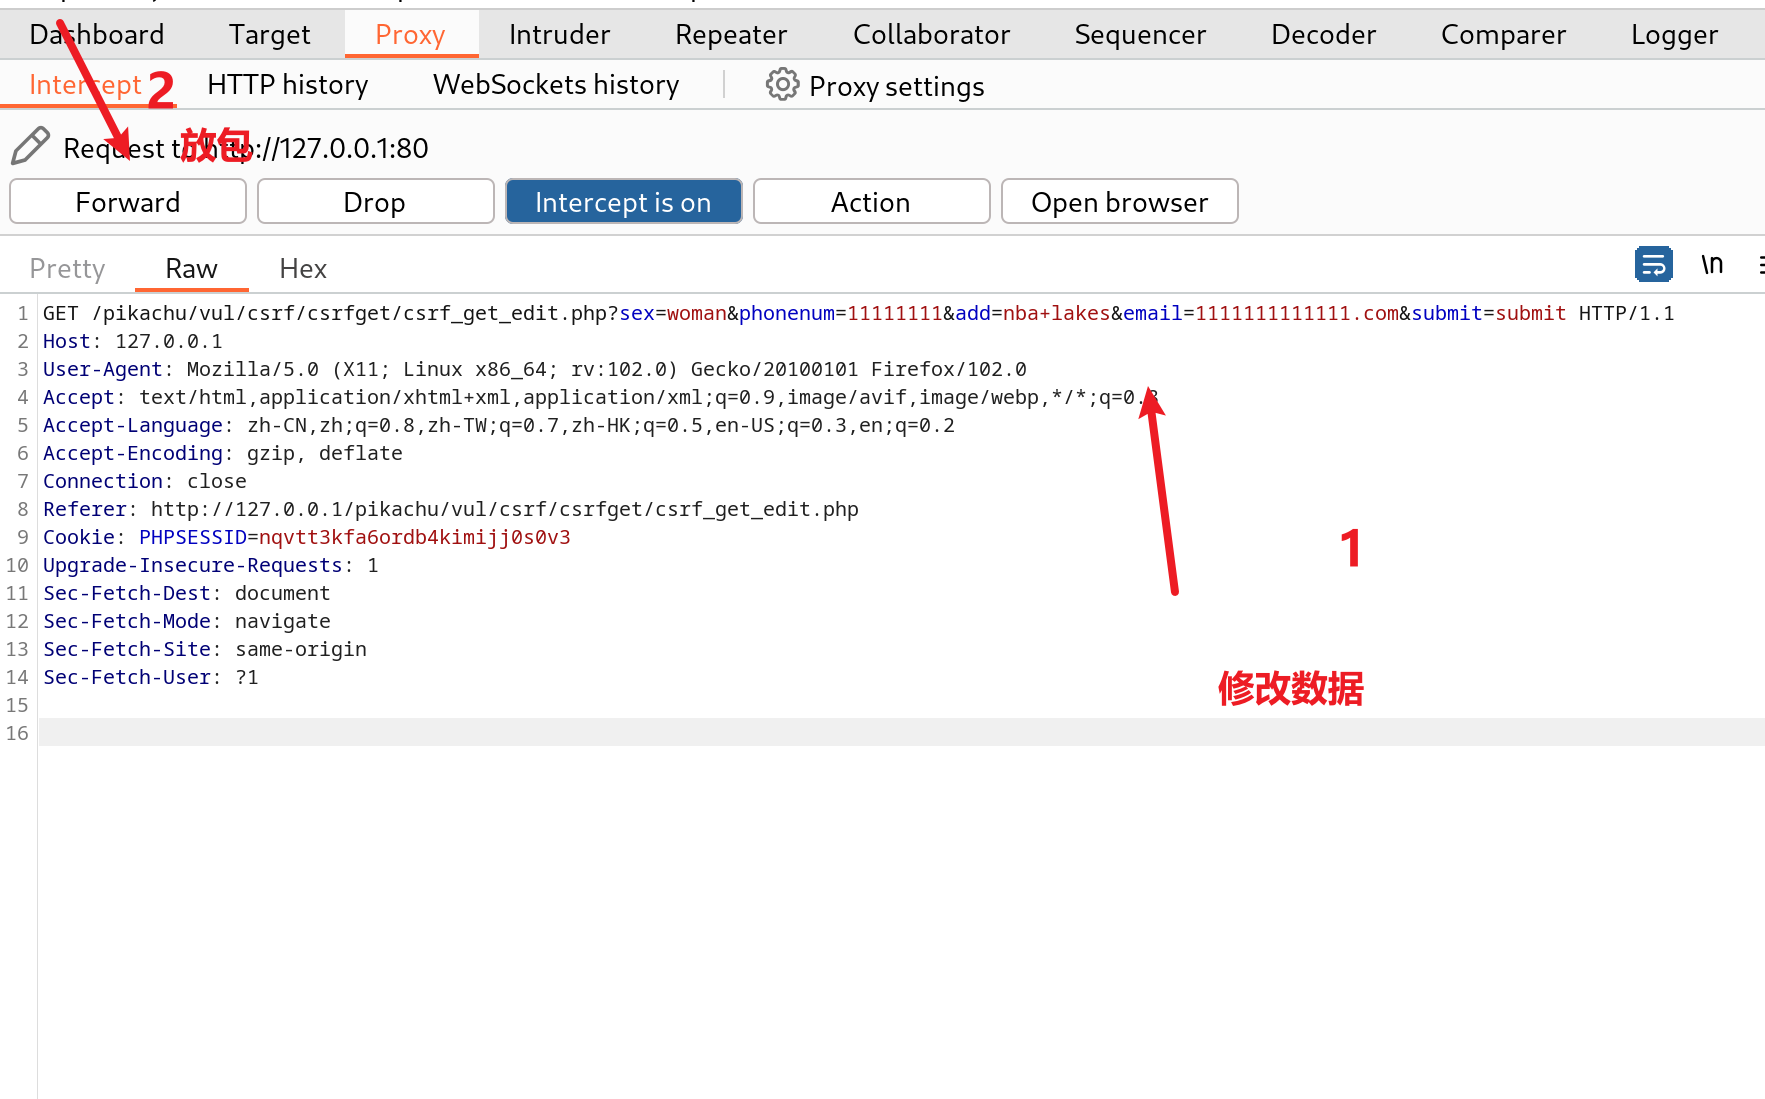 Dashboard Target Proxy Intruder Repeater Collaborator Sequencer Decoder Comparer Logger
Intercept HTTP history WebSockets history Proxy settings
2
放包
Request to http://127.0.0.1:80
Forward Drop Intercept is on Action Open browser
Pretty Raw Hex \n
1 GET /pikachu/vul/csrf/csrfget/csrf_get_edit.php?sex=woman&phonenum=11111111&add=nba+lakes&email=1111111111111.com&submit=submit HTTP/1.1
2 Host: 127.0.0.1
3 User-Agent: Mozilla/5.0 (X11; Linux x86_64; rv:102.0) Gecko/20100101 Firefox/102.0
4 Accept: text/html,application/xhtml+xml,application/xml;q=0.9,image/avif,image/webp,*/*;q=0.8
5 Accept-Language: zh-CN,zh;q=0.8,zh-TW;q=0.7,zh-HK;q=0.5,en-US;q=0.3,en;q=0.2
6 Accept-Encoding: gzip, deflate
7 Connection: close
8 Referer: http://127.0.0.1/pikachu/vul/csrf/csrfget/csrf_get_edit.php
9 Cookie: PHPSESSID=nqvtt3kfa6ordb4kimijj0s0v3
10 Upgrade-Insecure-Requests: 1
11 Sec-Fetch-Dest: document
12 Sec-Fetch-Mode: navigate
13 Sec-Fetch-Site: same-origin
14 Sec-Fetch-User: ?1
15
16
1
修改数据